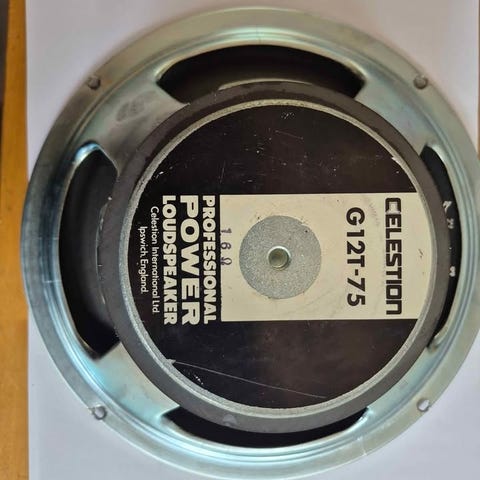 CELESTION
G12T-75
16Ω
PROFESSIONAL
POWER
LOUDSPEAKER
Celestion International Ltd.
Ipswich, England.